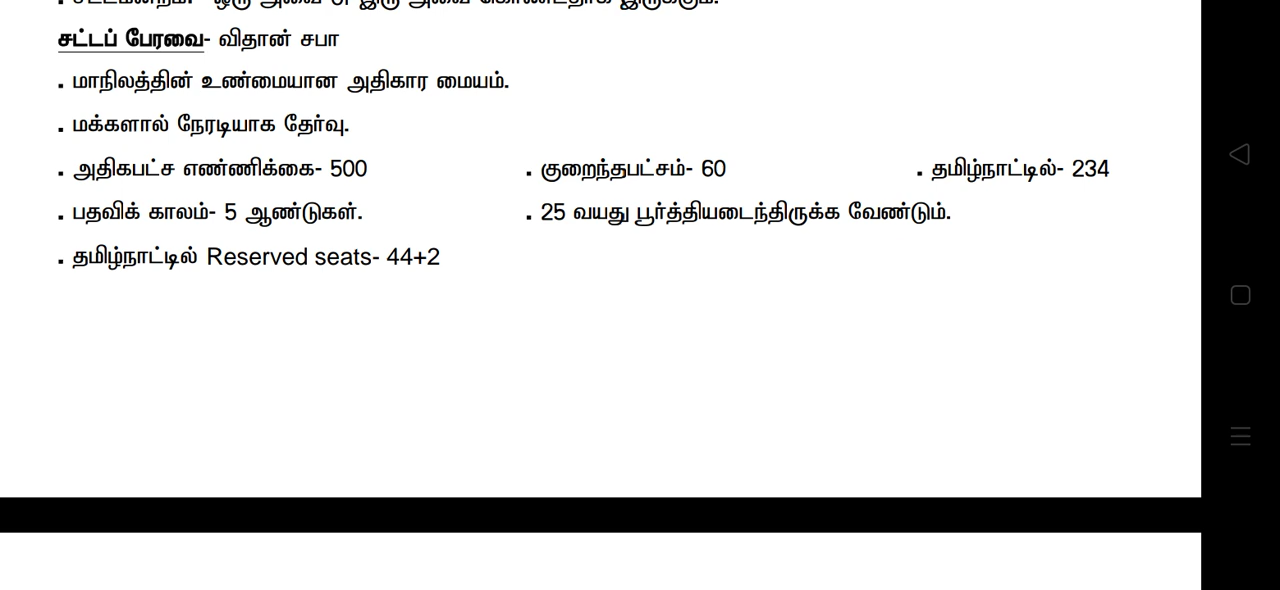 சட்டப் பேரவை- விதான் சபா
. மாநிலத்தின் உண்மையான அதிகார மையம்.
. மக்களால் நேரடியாக தேர்வு.
. அதிகபட்ச எண்ணிக்கை- 500 . குறைந்தபட்சம்- 60 . தமிழ்நாட்டில்- 234
. பதவிக் காலம்- 5 ஆண்டுகள். . 25 வயது பூர்த்தியடைந்திருக்க வேண்டும்.
. தமிழ்நாட்டில் Reserved seats- 44+2